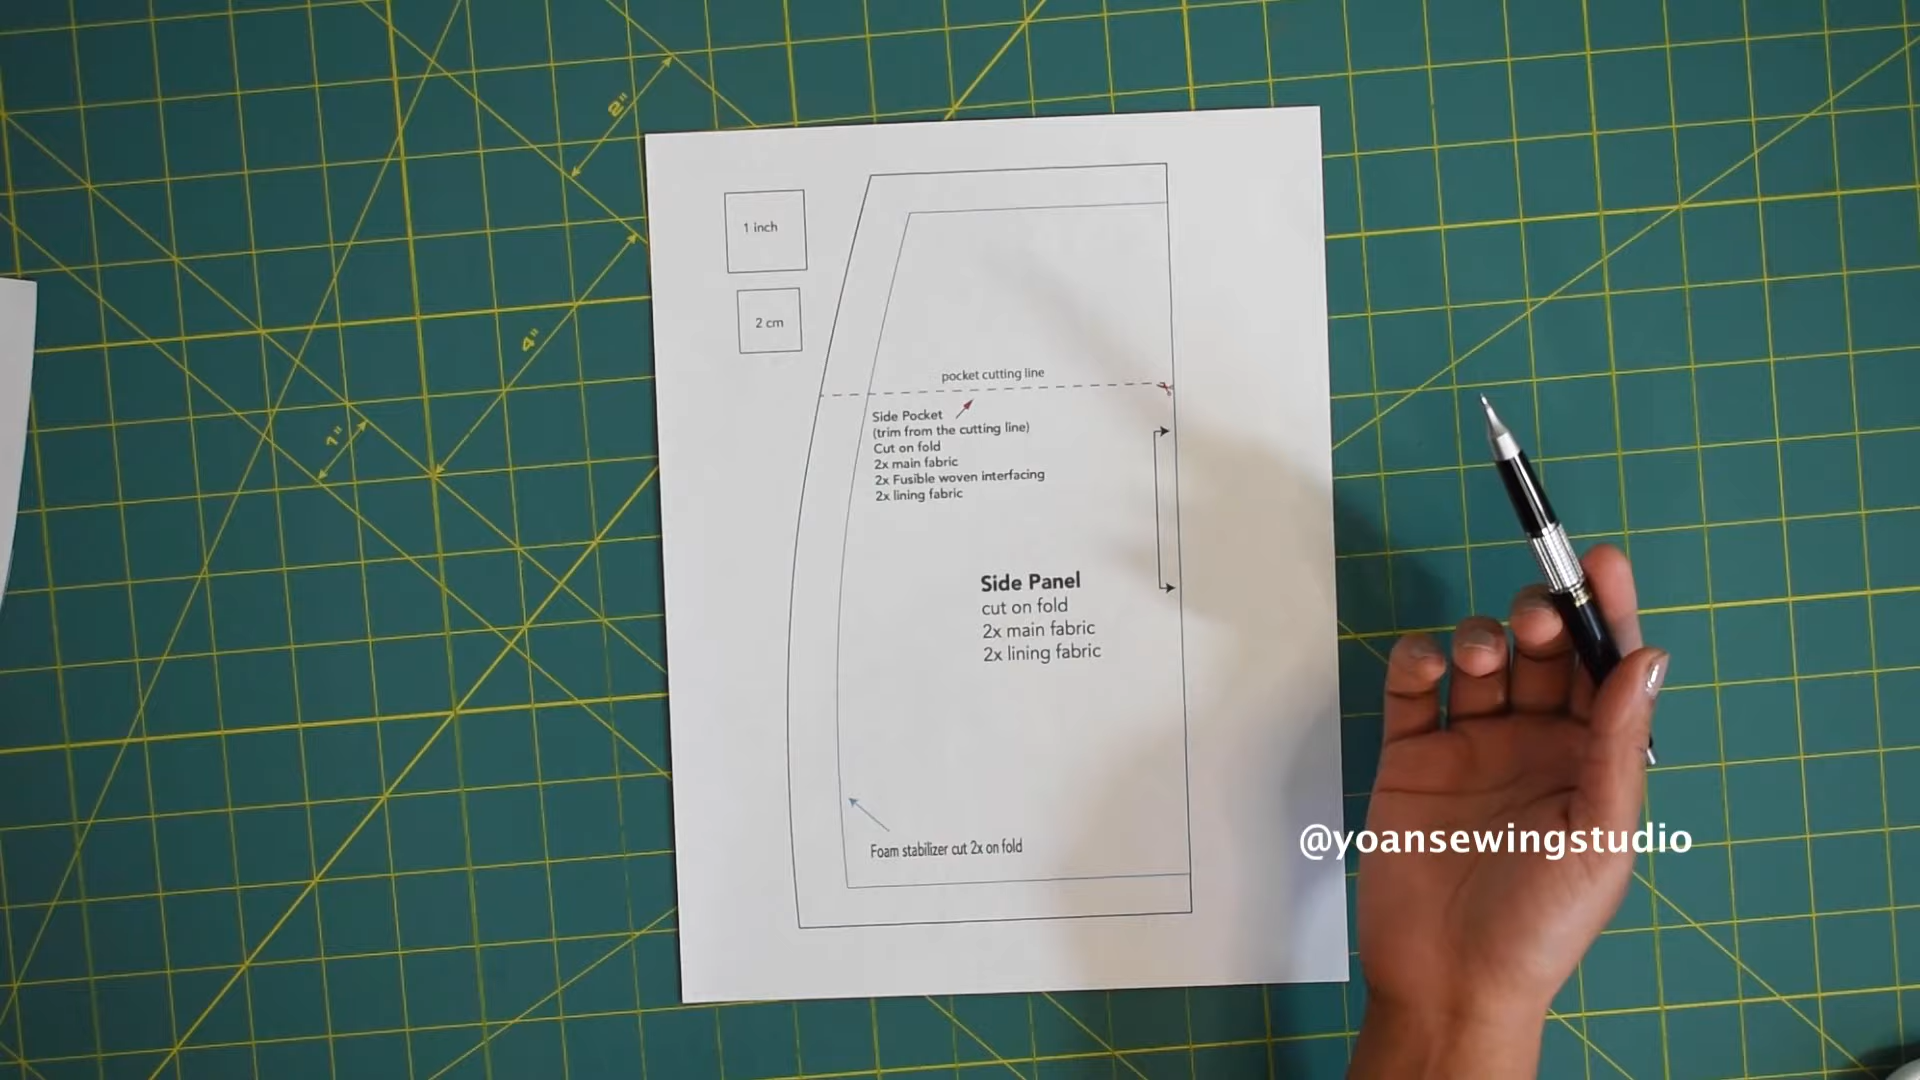 2"
4"
1"
1 inch
2 cm
pocket cutting line
Side Pocket
(trim from the cutting line)
Cut on fold
2x main fabric
2x Fusible woven interfacing
2x lining fabric
Side Panel
cut on fold
2x main fabric
2x lining fabric
Foam stabilizer cut 2x on fold
@yoansewingstudio